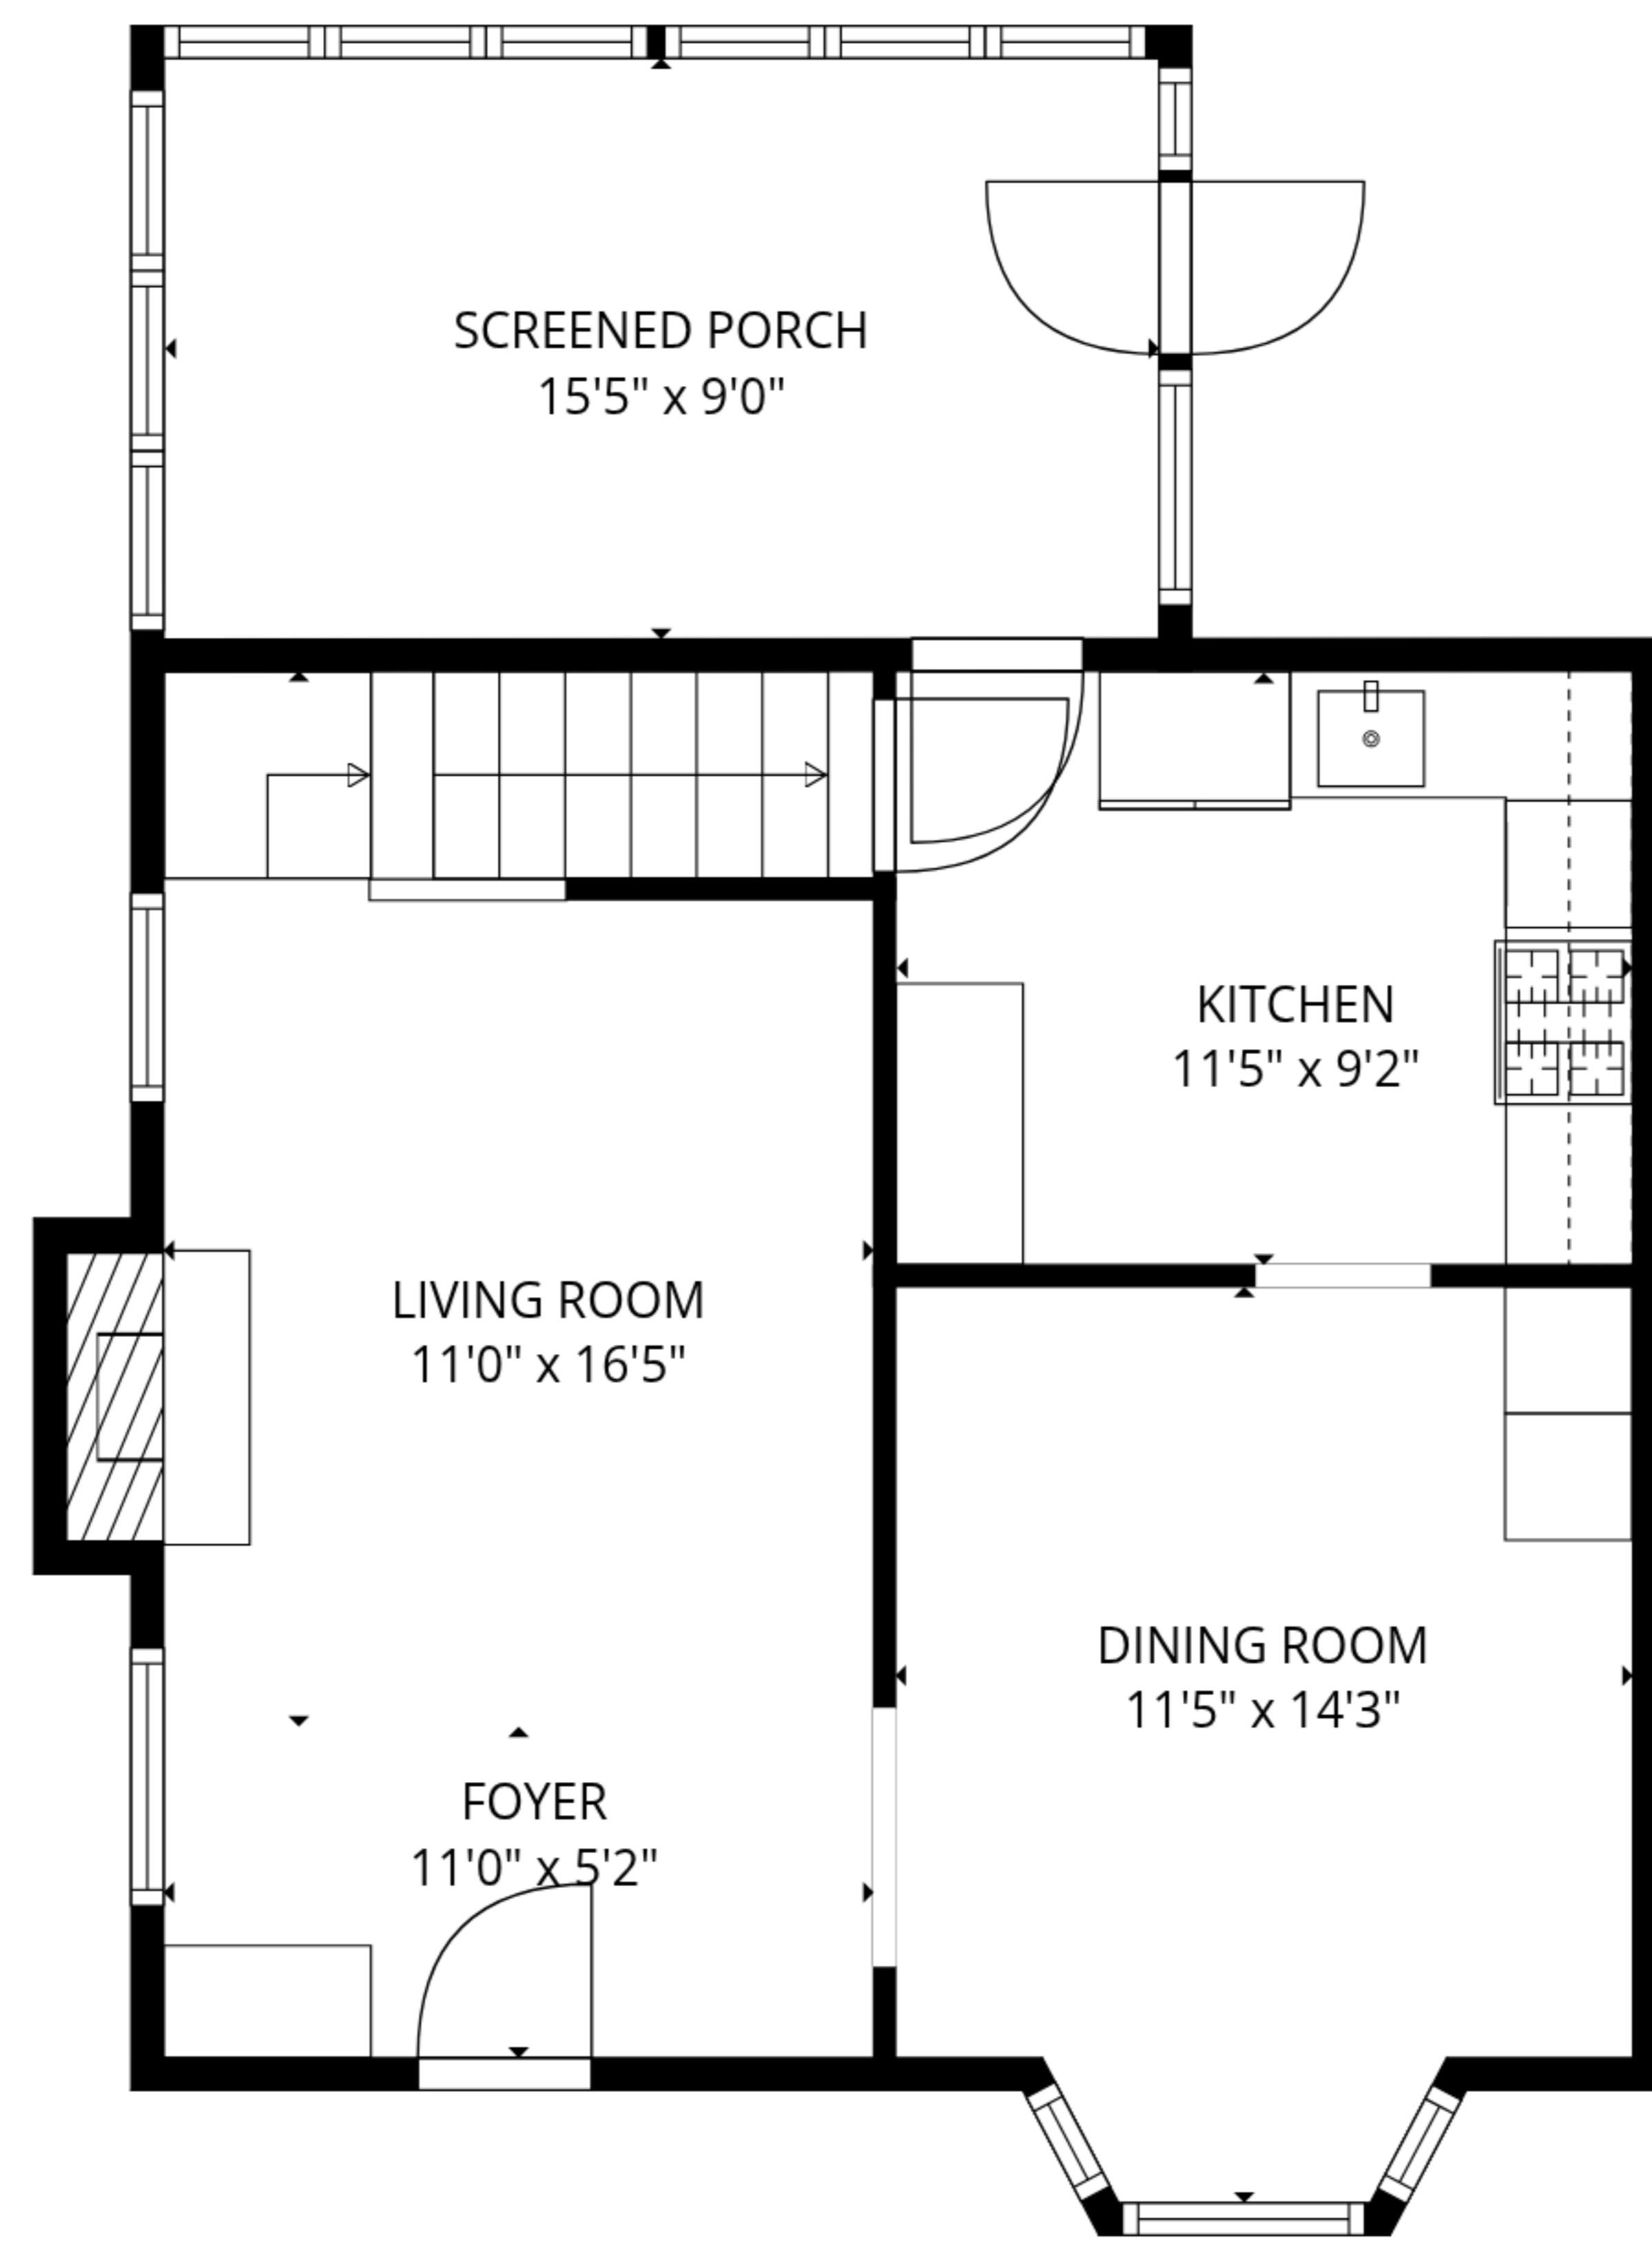 SCREENED PORCH
15'5" x 9'0"
KITCHEN
11'5" x 9'2"
LIVING ROOM
11'0" x 16'5"
DINING ROOM
11'5" x 14'3"
FOYER
11'0" x 5'2"